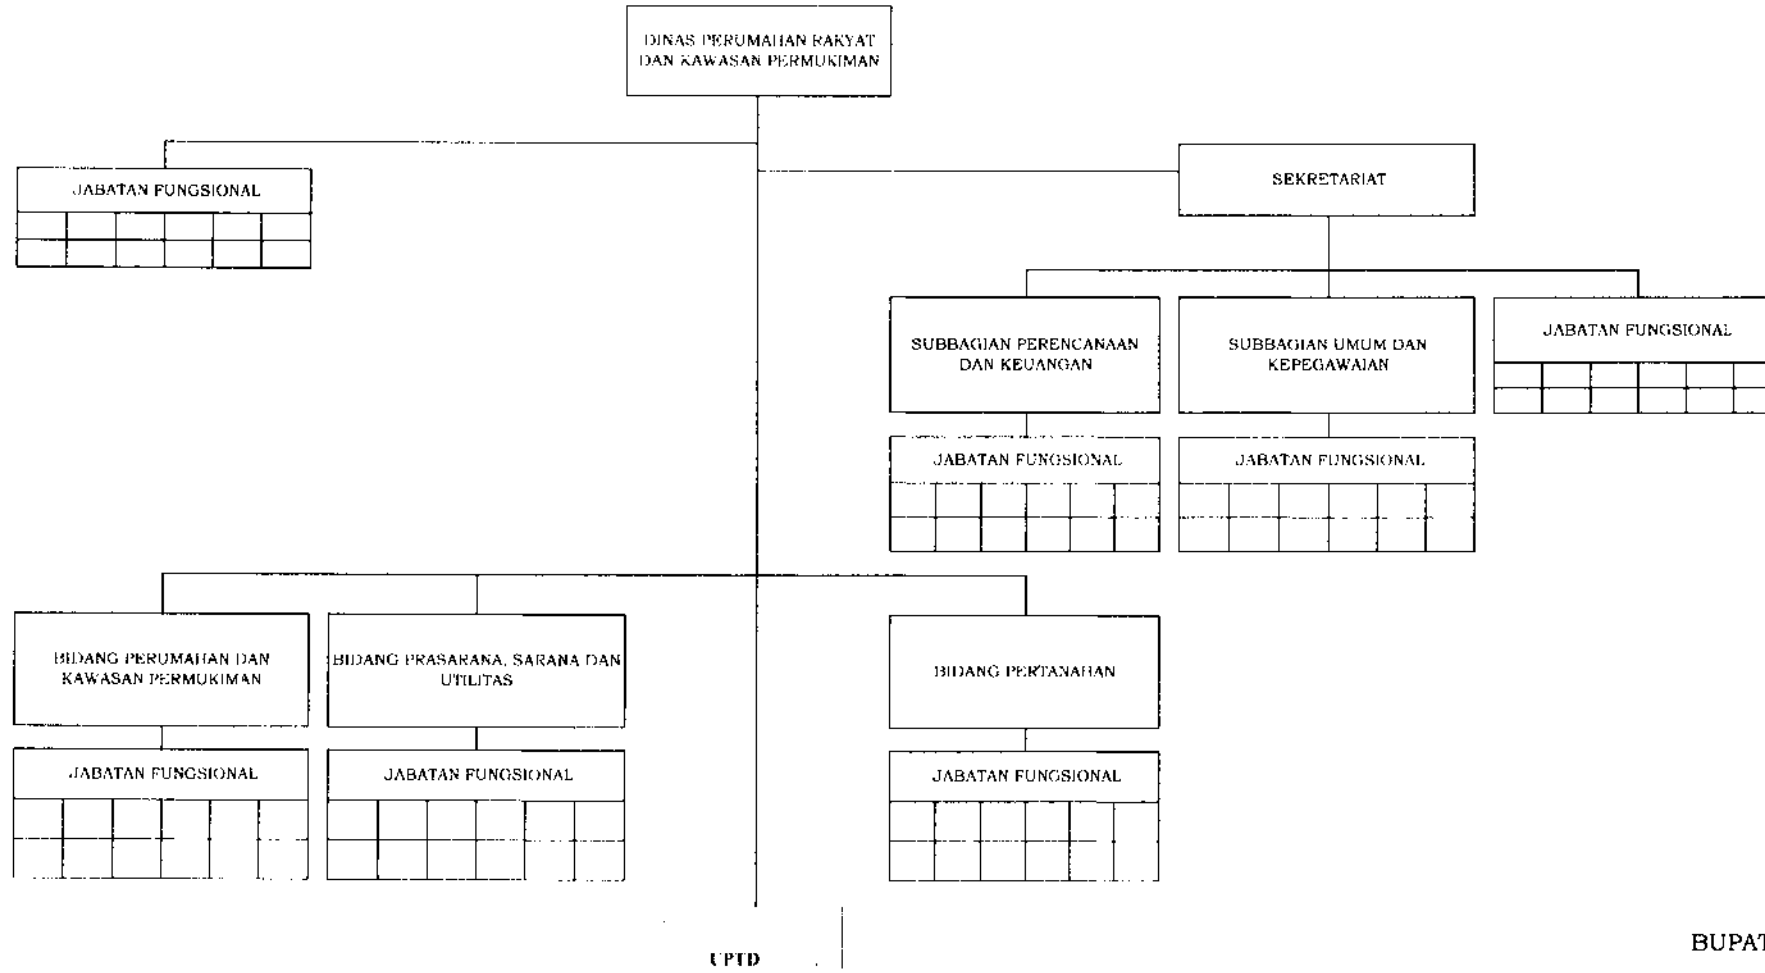 DINAS PERUMAHAN RAKYAT
DAN KAWASAN PERMUKIMAN
JABATAN FUNGSIONAL
SEKRETARIAT
SUBBAGIAN PERENCANAAN
DAN KEUANGAN
SUBBAGIAN UMUM DAN
KEPEGAWAIAN
JABATAN FUNGSIONAL
JABATAN FUNGSIONAL
JABATAN FUNGSIONAL
BIDANG PERUMAHAN DAN
KAWASAN PERMUKIMAN
BIDANG PRASARANA, SARANA DAN
UTILITAS
BIDANG PERTANAHAN
JABATAN FUNGSIONAL
JABATAN FUNGSIONAL
JABATAN FUNGSIONAL
UPTD
BUPAT